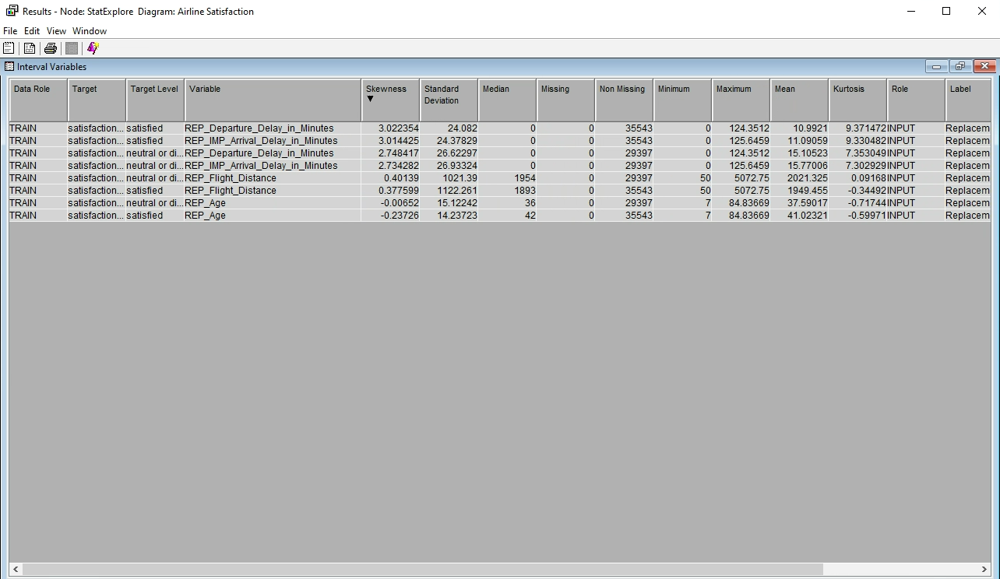 Results - Node: StatExplore  Diagram: Airline Satisfaction
File Edit View Window
Interval Variables
Data Role Target Target Level Variable Skewness Standard Deviation Median Missing Non Missing Minimum Maximum Mean Kurtosis Role Label
TRAIN satisfaction... satisfied REP_Departure_Delay_in_Minutes 3.022354 24.082 0 0 35543 0 124.3512 10.9921 9.371472 INPUT Replacem
TRAIN satisfaction... satisfied REP_IMP_Arrival_Delay_in_Minutes 3.014425 24.37829 0 0 35543 0 125.6459 11.09059 9.330482 INPUT Replacem
TRAIN satisfaction... neutral or di... REP_Departure_Delay_in_Minutes 2.748417 26.62297 0 0 29397 0 124.3512 15.10523 7.353049 INPUT Replacem
TRAIN satisfaction... neutral or di... REP_IMP_Arrival_Delay_in_Minutes 2.734282 26.93324 0 0 29397 0 125.6459 15.77006 7.302929 INPUT Replacem
TRAIN satisfaction... neutral or di... REP_Flight_Distance 0.40139 1021.39 1954 0 29397 50 5072.75 2021.325 0.09168 INPUT Replacem
TRAIN satisfaction... satisfied REP_Flight_Distance 0.377599 1122.261 1893 0 35543 50 5072.75 1949.455 -0.34492 INPUT Replacem
TRAIN satisfaction... neutral or di... REP_Age -0.00652 15.12242 36 0 29397 7 84.83669 37.59017 -0.71744 INPUT Replacem
TRAIN satisfaction... satisfied REP_Age -0.23726 14.23723 42 0 35543 7 84.83669 41.02321 -0.59971 INPUT Replacem